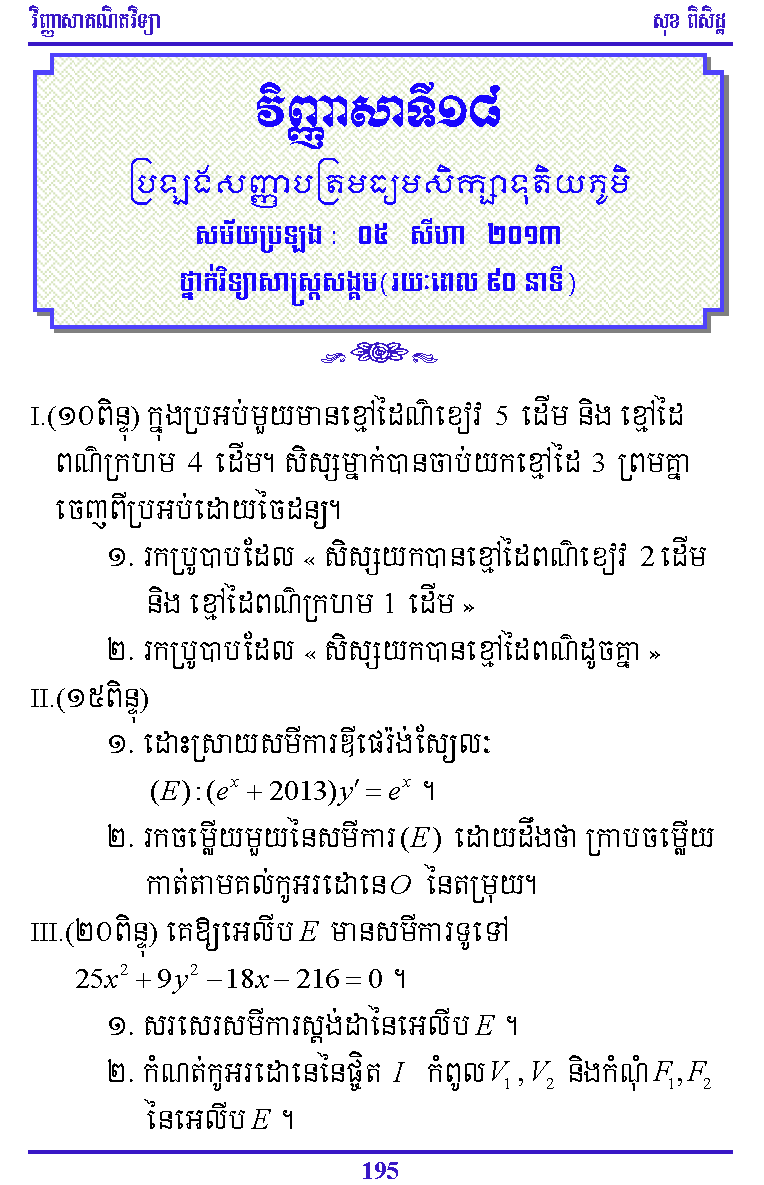 វិញ្ញាសាគណិតវិទ្យា
សុខ ពិសិដ្ឋ
វិញ្ញាសាទី១៨
ប្រឡងសញ្ញាបត្រមធ្យមសិក្សាទុតិយភូមិ
សម័យប្រឡង : ០៥ សីហា ២០១៣
ថ្នាក់វិទ្យាសាស្ត្រសង្គម(រយៈពេល ៩០ នាទី)
I.(១០ពិន្ទុ) ក្នុងប្រអប់មួយមានខ្មៅដៃណ៌ខៀវ 5 ដើម និង ខ្មៅដៃ
ពណ៌ក្រហម 4 ដើម។ សិស្សម្នាក់បានចាប់យកខ្មៅដៃ 3 ព្រមគ្នា
ចេញពីប្រអប់ដោយចៃដន្យ។
១. រកប្រូបាបដែល « សិស្សយកបានខ្មៅដៃពណ៌ខៀវ 2 ដើម
និង ខ្មៅដៃពណ៌ក្រហម 1 ដើម »
២. រកប្រូបាបដែល « សិស្សយកបានខ្មៅដៃពណ៌ដូចគ្នា »
II.(១៥ពិន្ទុ)
១. ដោះស្រាយសមីការឌីផេរ៉ង់ស្យែល:
(E):(eˣ + 2013)y′ = eˣ ។
២. រកចម្លើយមួយនៃសមីការ(E) ដោយដឹងថា ក្រាបចម្លើយ
កាត់តាមគល់កូអរដោនេO នៃតម្រុយ។
III.(២០ពិន្ទុ) គេឱ្យអេលីប E មានសមីការទូទៅ
25x² + 9y² − 18x − 216 = 0 ។
១. សរសេរសមីការស្តង់ដានៃអេលីប E ។
២. កំណត់កូអរដោនេនៃផ្ចិត I កំពូលV₁ , V₂ និងកំណុំF₁,F₂
នៃអេលីប E ។
195